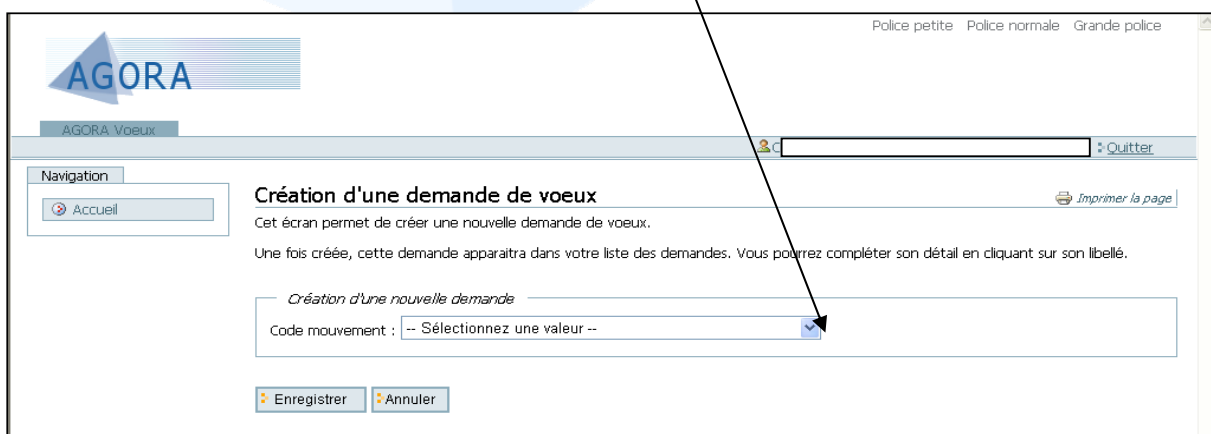 Police petite Police normale Grande police
AGORA
AGORA Voeux
C
Quitter
Navigation
Accueil
Création d'une demande de voeux
Imprimer la page
Cet écran permet de créer une nouvelle demande de voeux.
Une fois créée, cette demande apparaitra dans votre liste des demandes. Vous pourrez compléter son détail en cliquant sur son libellé.
Création d'une nouvelle demande
Code mouvement : -- Sélectionnez une valeur --
Enregistrer Annuler